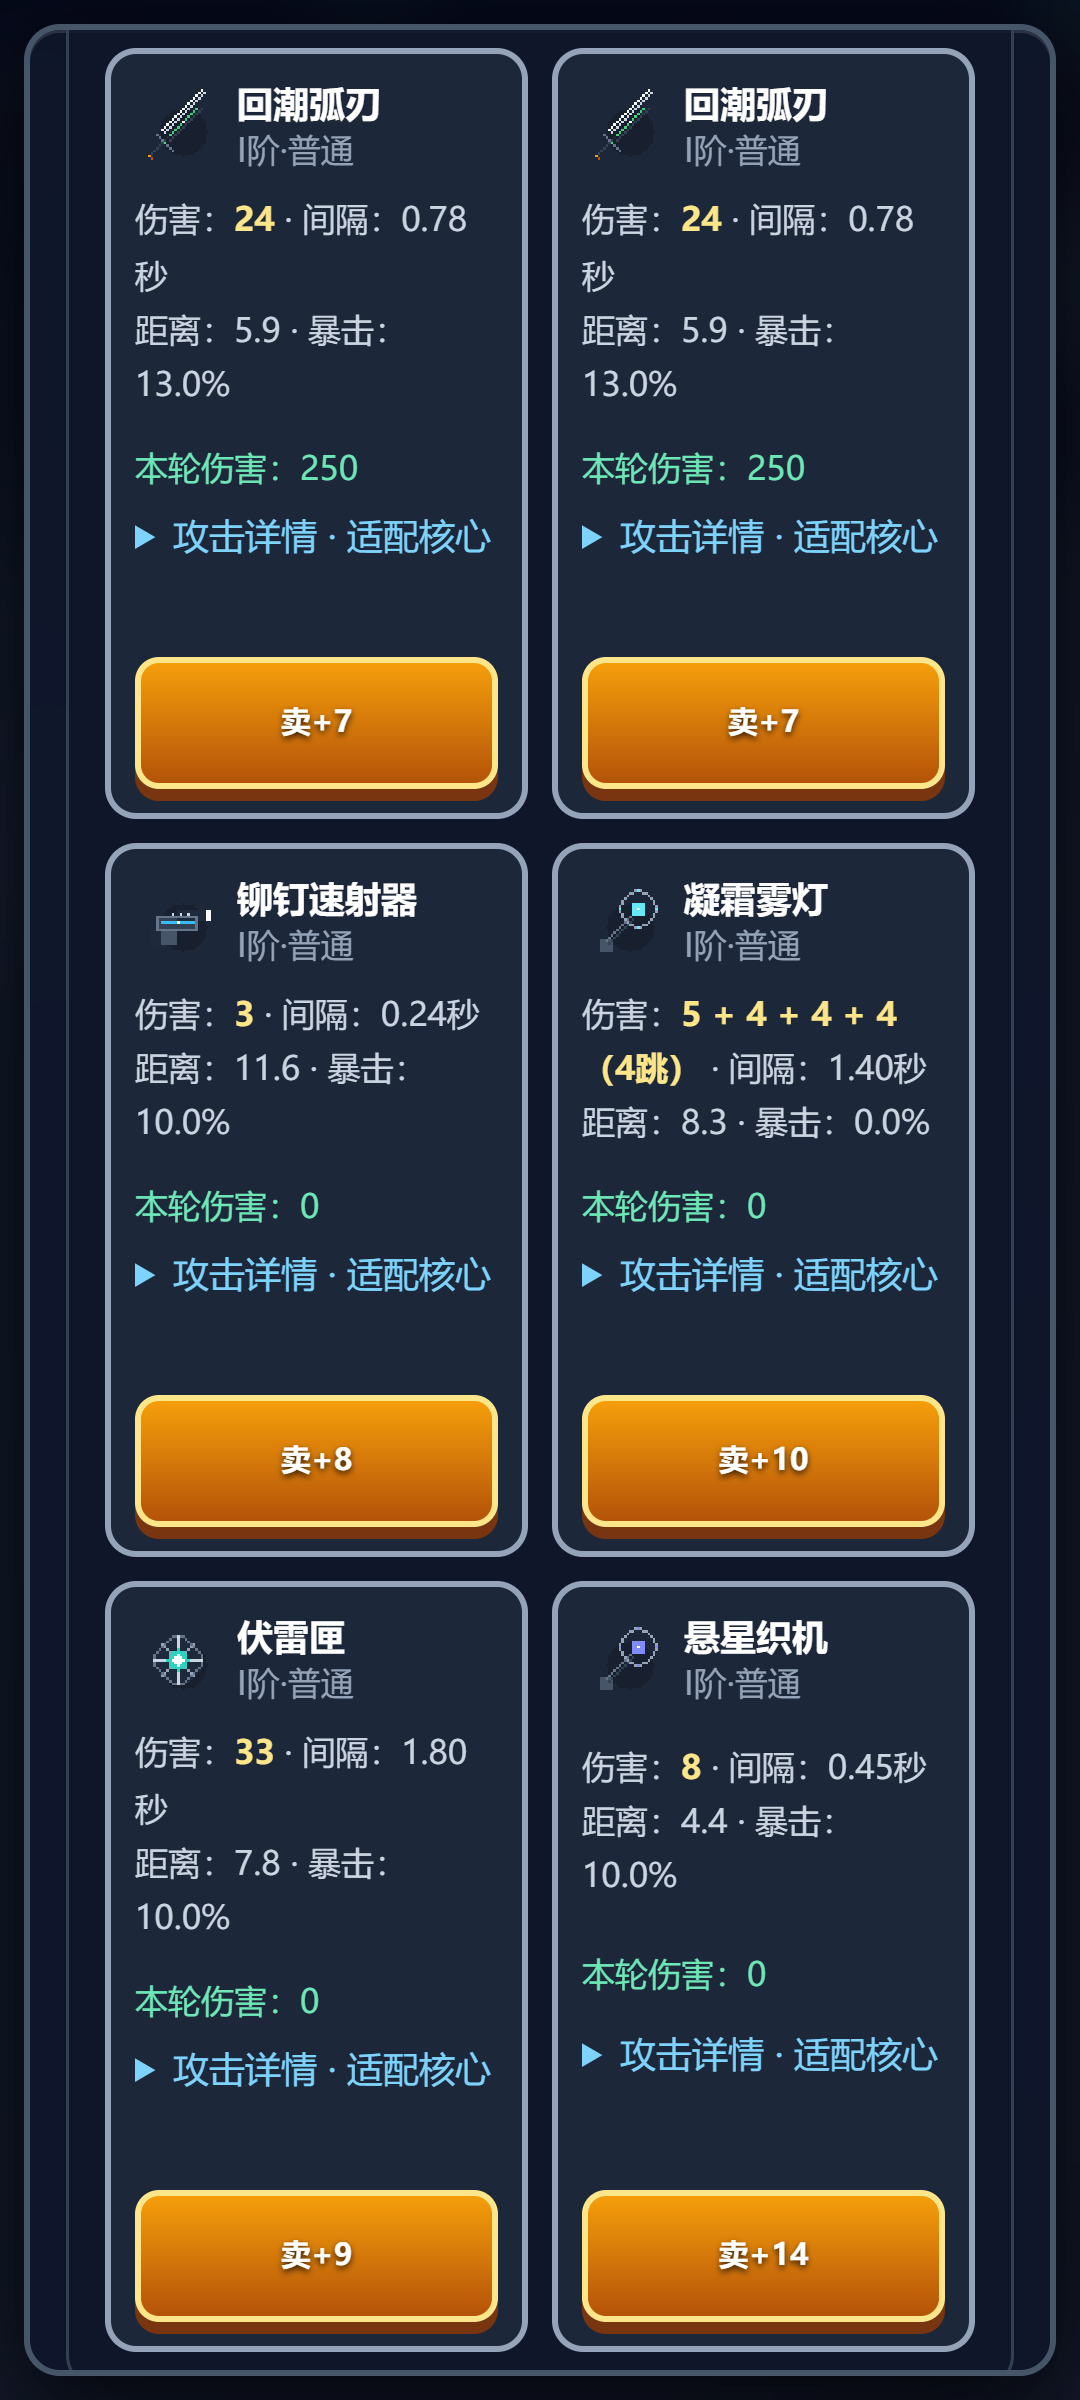 回潮弧刃
I阶·普通
伤害：24 · 间隔：0.78
秒
距离：5.9 · 暴击：
13.0%
本轮伤害：250
▶ 攻击详情 · 适配核心
卖+7
回潮弧刃
I阶·普通
伤害：24 · 间隔：0.78
秒
距离：5.9 · 暴击：
13.0%
本轮伤害：250
▶ 攻击详情 · 适配核心
卖+7
铆钉速射器
I阶·普通
伤害：3 · 间隔：0.24秒
距离：11.6 · 暴击：
10.0%
本轮伤害：0
▶ 攻击详情 · 适配核心
卖+8
凝霜雾灯
I阶·普通
伤害：5 + 4 + 4 + 4
（4跳） · 间隔：1.40秒
距离：8.3 · 暴击：0.0%
本轮伤害：0
▶ 攻击详情 · 适配核心
卖+10
伏雷匣
I阶·普通
伤害：33 · 间隔：1.80
秒
距离：7.8 · 暴击：
10.0%
本轮伤害：0
▶ 攻击详情 · 适配核心
卖+9
悬星织机
I阶·普通
伤害：8 · 间隔：0.45秒
距离：4.4 · 暴击：
10.0%
本轮伤害：0
▶ 攻击详情 · 适配核心
卖+14